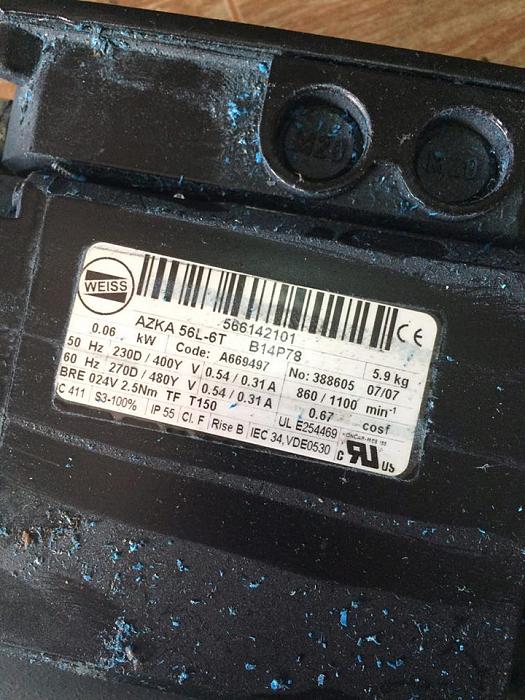 M20
WEISS
566142101
CE
AZKA 56L-6T B14P78 5.9 kg
0.06 kW Code: A669497 No: 388605 07/07
50 Hz 230D / 400Y V 0.54 / 0.31 A 860 / 1100 min-1
60 Hz 270D / 480Y V 0.54 / 0.31 A 0.67 cosf
BRE 024V 2.5Nm TF T150 UL E254469
C 411 S3-100% IP 55 Cl. F Rise B IEC 34,VDE0530 C US